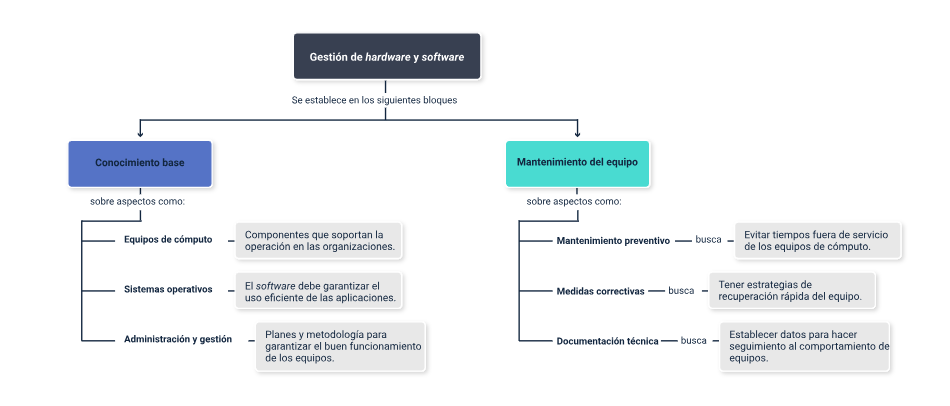 Gestión de hardware y software
Se establece en los siguientes bloques
Conocimiento base
sobre aspectos como:
Equipos de cómputo
Componentes que soportan la
operación en las organizaciones.
Sistemas operativos
El software debe garantizar el
uso eficiente de las aplicaciones.
Administración y gestión
Planes y metodología para
garantizar el buen funcionamiento
de los equipos.
Mantenimiento del equipo
sobre aspectos como:
Mantenimiento preventivo
busca
Evitar tiempos fuera de servicio
de los equipos de cómputo.
Medidas correctivas
busca
Tener estrategias de
recuperación rápida del equipo.
Documentación técnica
busca
Establecer datos para hacer
seguimiento al comportamiento de
equipos.